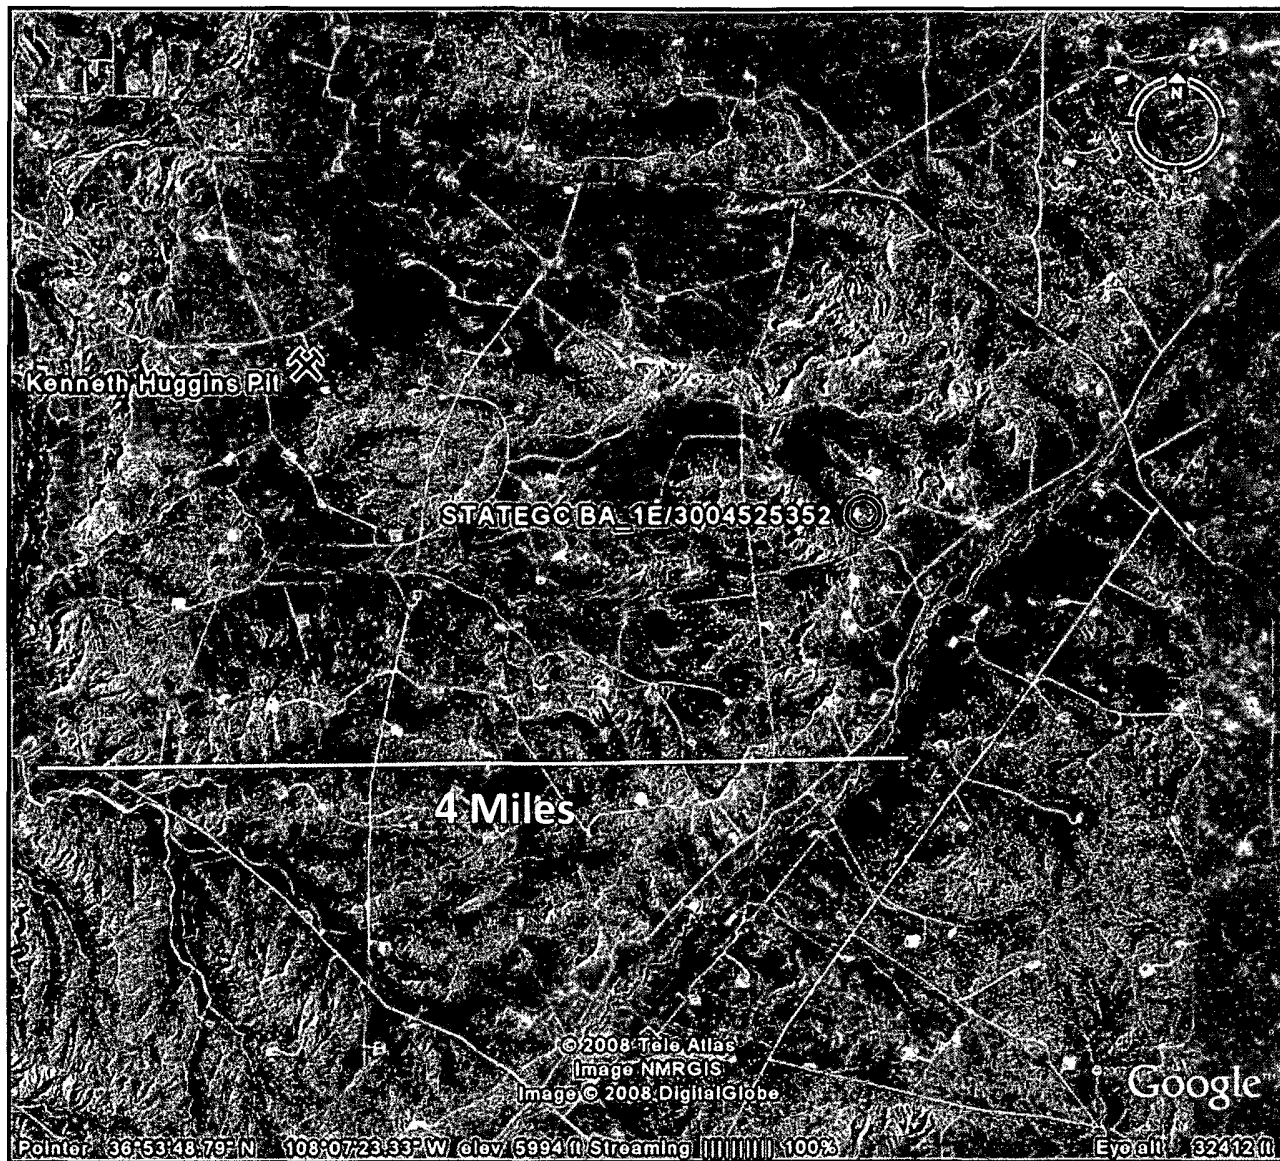 N
Kenneth Huggins Pit
STATEGC BA_1E/3004525352
4 Miles
© 2008 Tele Atlas
Image NMRGIS
Image © 2008 DigitalGlobe
Google
Pointer 36°53'48.79" N 108°07'23.33" W elev 5994 ft Streaming ||||||||| 100% Eye alt 32412 ft